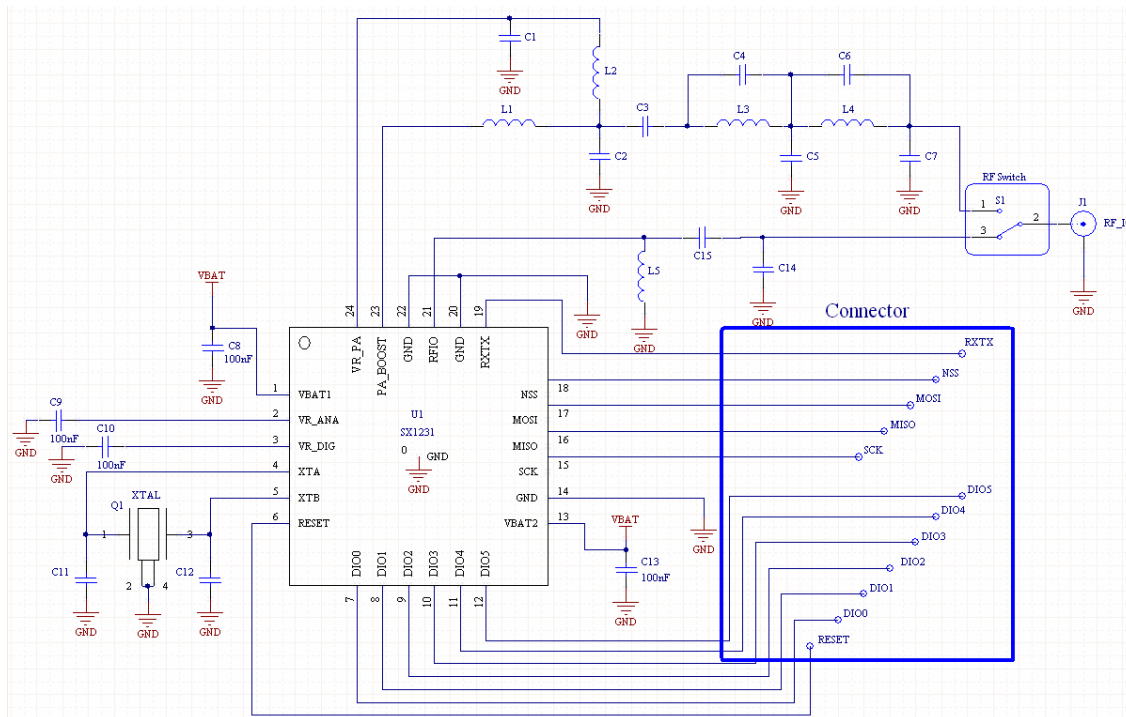 C1
GND
L2
C4
C6
L1
C3
L3
L4
C2
GND
C5
GND
C7
GND
RF Switch
S1
1
2
3
J1
RF_I
GND
C15
L5
GND
C14
GND
GND
VBAT
C8
100nF
GND
24
23
22
21
20
19
VR_PA
PA_BOOST
GND
RFIO
GND
RXTX
Connector
RXTX
NSS
MOSI
MISO
SCK
DIO5
DIO4
DIO3
DIO2
DIO1
DIO0
RESET
1 VBAT1
2 VR_ANA
3 VR_DIG
4 XTA
5 XTB
6 RESET
U1
SX1231
0 GND
GND
NSS 18
MOSI 17
MISO 16
SCK 15
GND 14
VBAT2 13
C9
100nF
GND
C10
100nF
GND
XTAL
Q1
1
3
2 4
C11
GND
GND
C12
GND
GND
VBAT
C13
100nF
GND
DIO0
DIO1
DIO2
DIO3
DIO4
DIO5
7
8
9
10
11
12